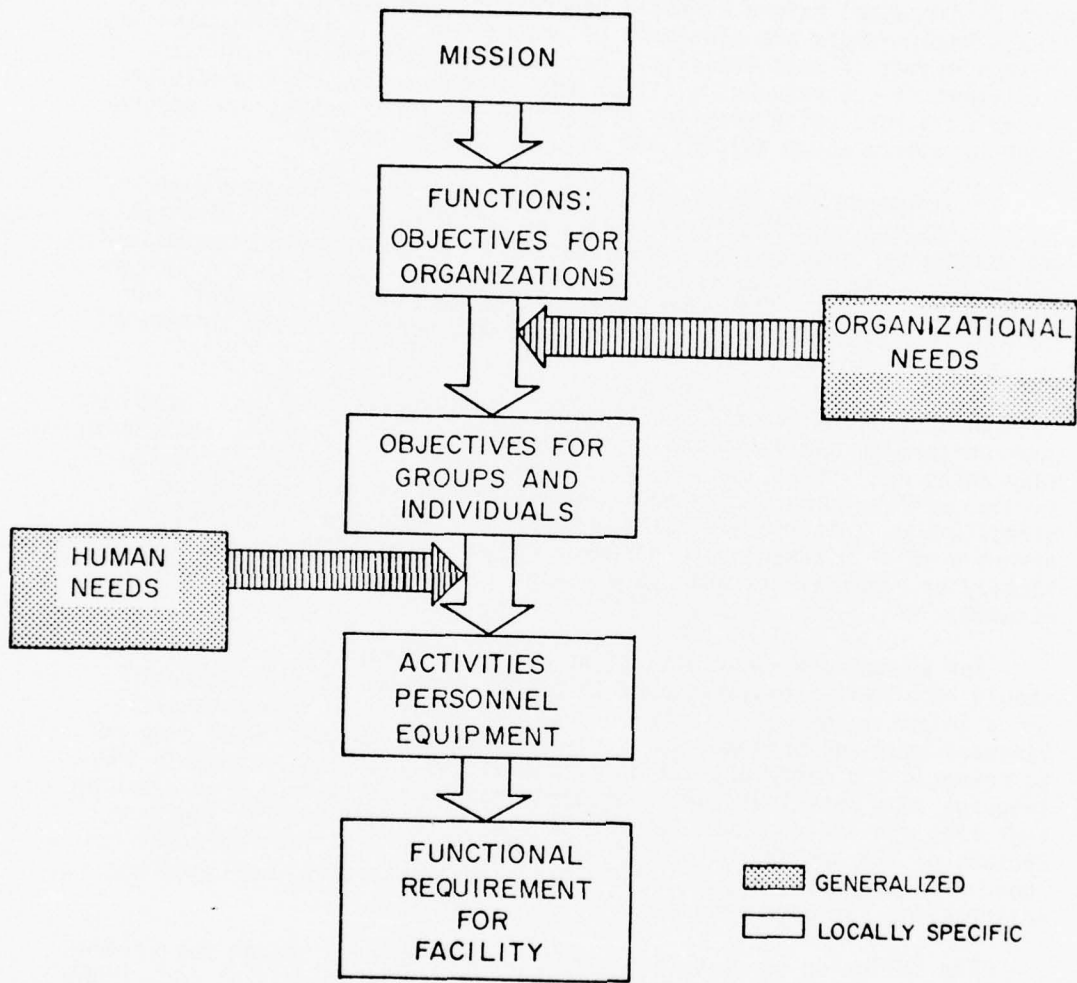 MISSION
FUNCTIONS:
OBJECTIVES FOR
ORGANIZATIONS
ORGANIZATIONAL
NEEDS
OBJECTIVES FOR
GROUPS AND
INDIVIDUALS
HUMAN
NEEDS
ACTIVITIES
PERSONNEL
EQUIPMENT
FUNCTIONAL
REQUIREMENT
FOR
FACILITY
GENERALIZED
LOCALLY SPECIFIC